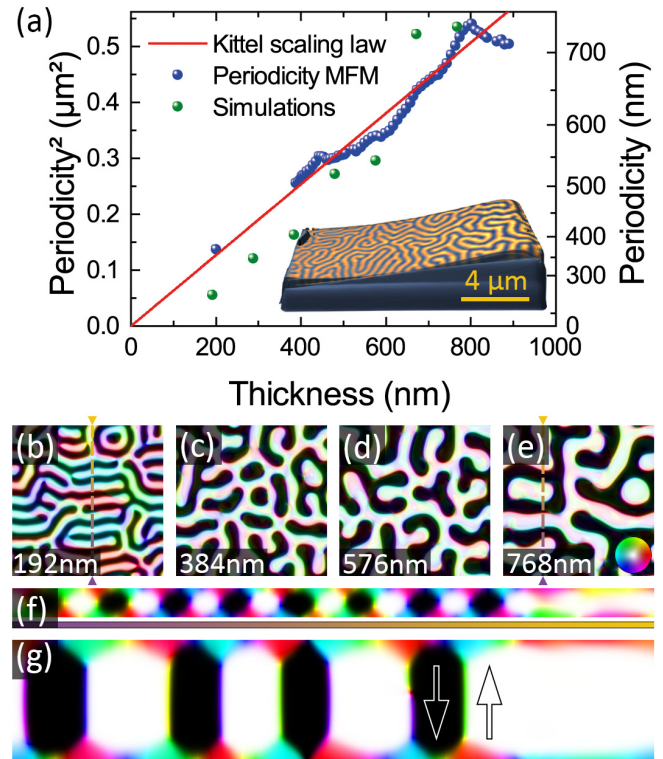 (a)
Kittel scaling law
Periodicity MFM
Simulations
Periodicity² (µm²)
0.5
0.4
0.3
0.2
0.1
0.0
Periodicity (nm)
700
600
500
400
300
0
4 µm
0 200 400 600 800 1000
Thickness (nm)
(b) (c) (d) (e)
192nm 384nm 576nm 768nm
(f)
(g)